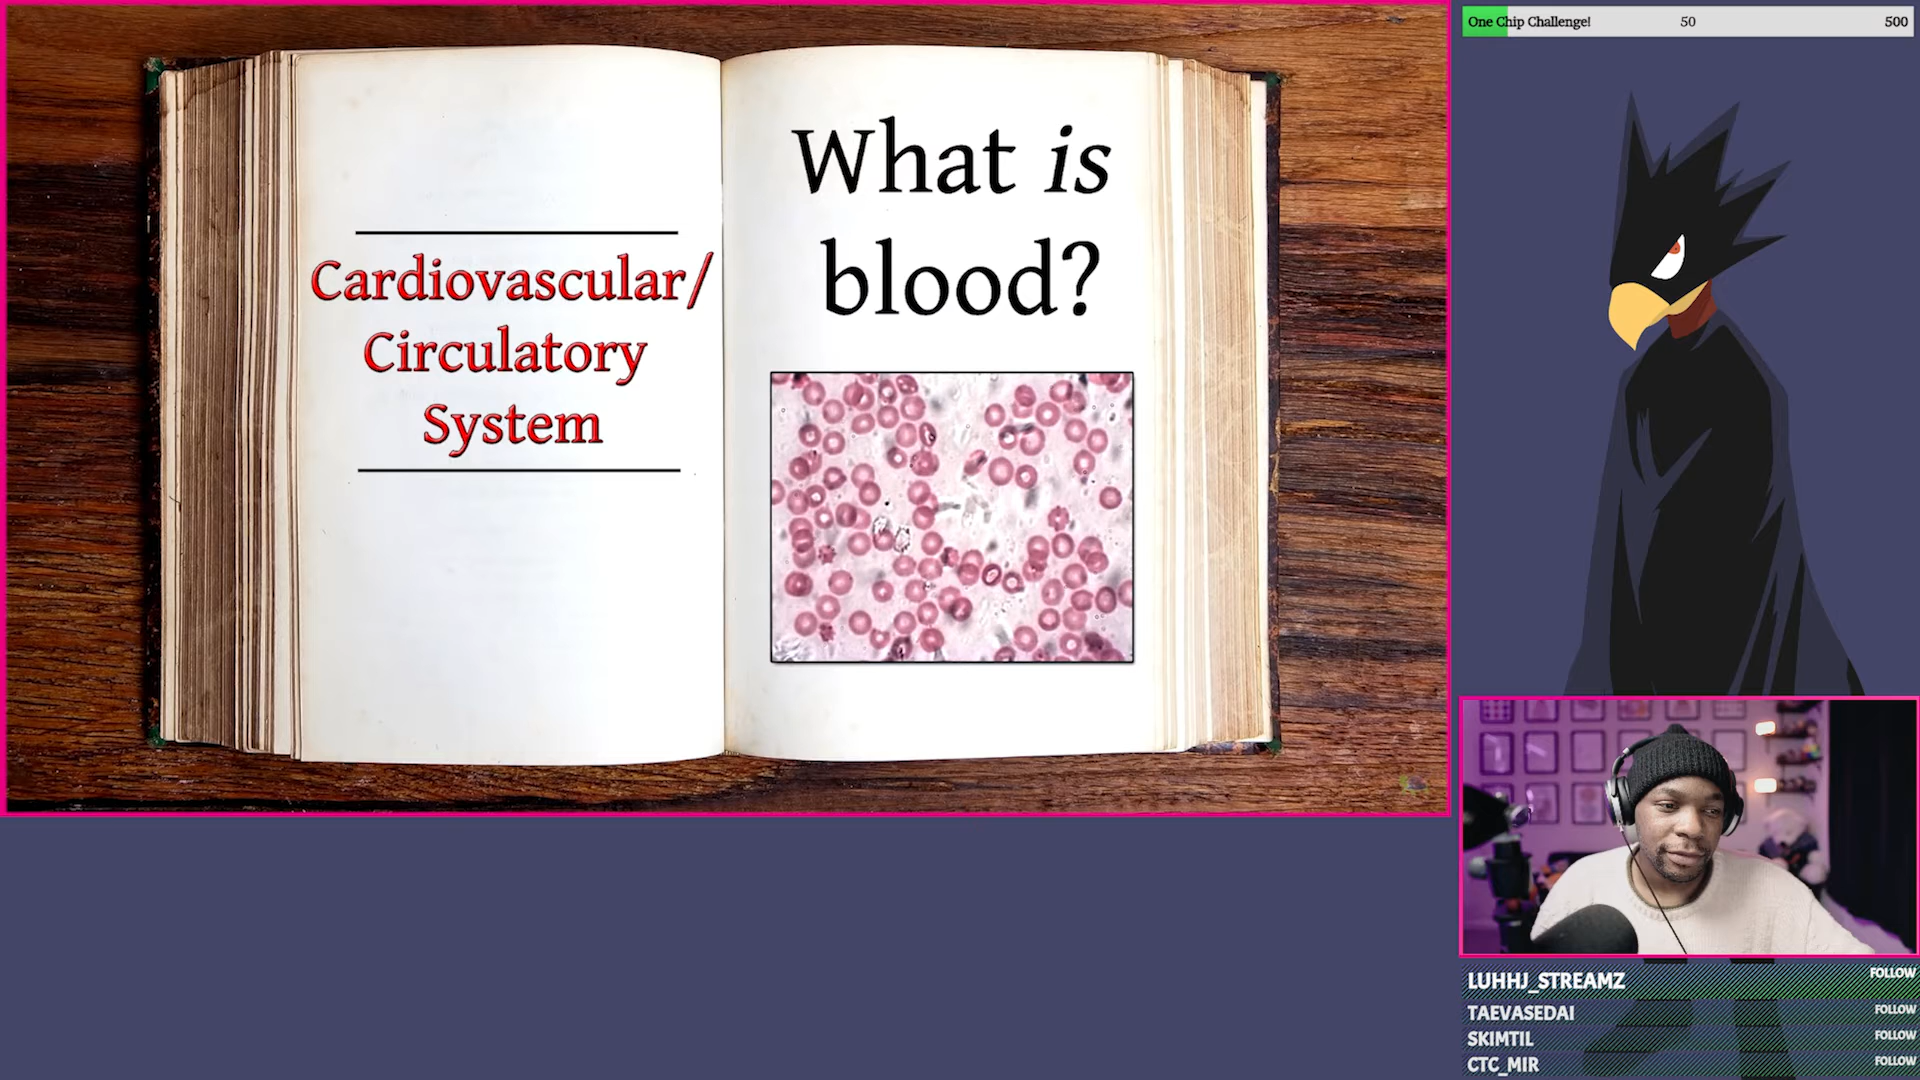 One Chip Challenge! 50 500
Cardiovascular/
Circulatory
System
What is
blood?
LUHHJ_STREAMZ FOLLOW
TAEVASEDAI FOLLOW
SKIMTIL FOLLOW
CTC_MIR FOLLOW